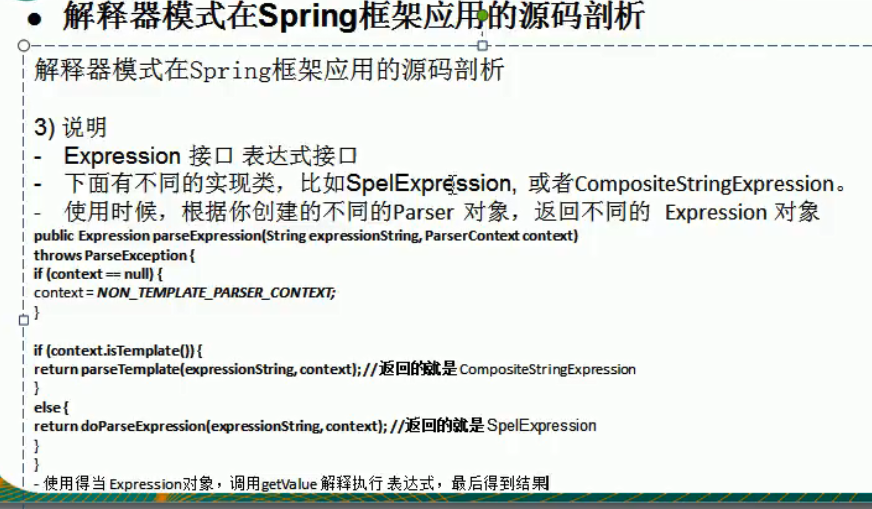 ● 解释器模式在Spring框架应用的源码剖析
解释器模式在Spring框架应用的源码剖析
3) 说明
- Expression 接口 表达式接口
- 下面有不同的实现类，比如SpelExpression, 或者CompositeStringExpression。
- 使用时候，根据你创建的不同的Parser 对象，返回不同的 Expression 对象
public Expression parseExpression(String expressionString, ParserContext context)
throws ParseException {
if (context == null) {
context = NON_TEMPLATE_PARSER_CONTEXT;
}
if (context.isTemplate()) {
return parseTemplate(expressionString, context); //返回的就是 CompositeStringExpression
}
else {
return doParseExpression(expressionString, context); //返回的就是 SpelExpression
}
}
- 使用得当 Expression对象，调用getValue 解释执行 表达式，最后得到结果